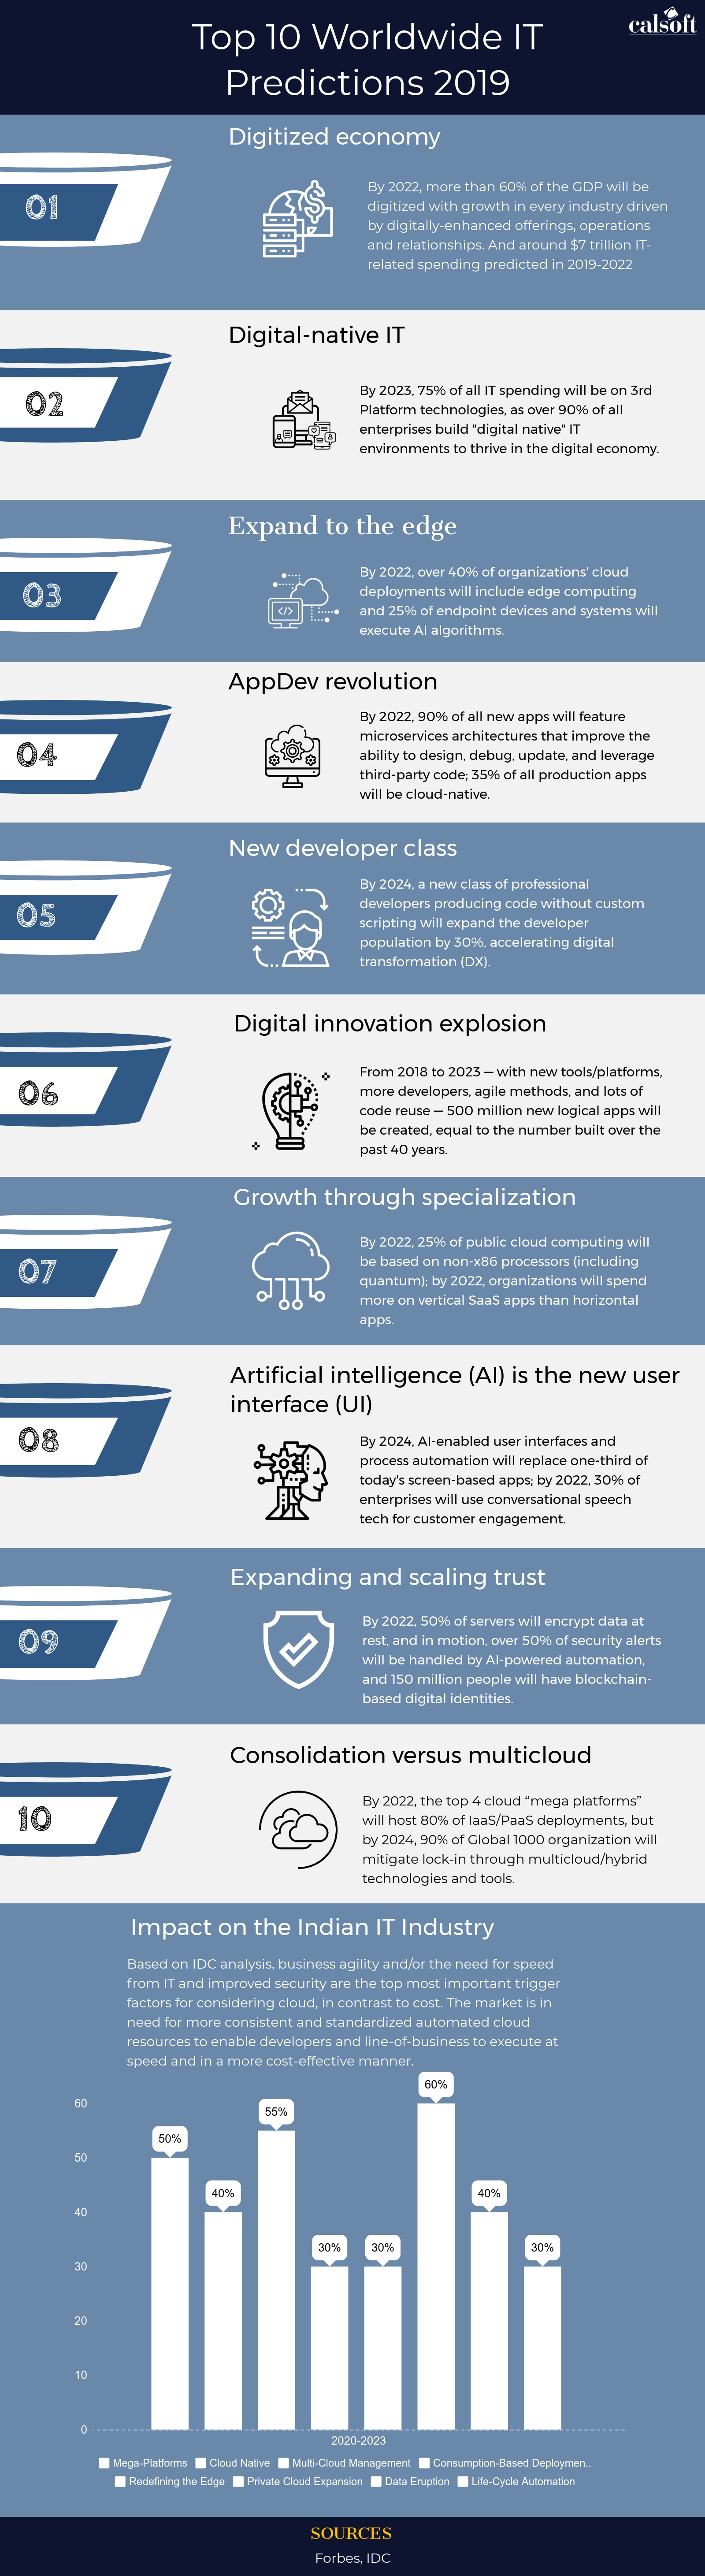 calsoft
Top 10 Worldwide IT
Predictions 2019
Digitized economy
01
By 2022, more than 60% of the GDP will be
digitized with growth in every industry driven
by digitally-enhanced offerings, operations
and relationships. And around $7 trillion IT-
related spending predicted in 2019-2022
Digital-native IT
02
By 2023, 75% of all IT spending will be on 3rd
Platform technologies, as over 90% of all
enterprises build "digital native" IT
environments to thrive in the digital economy.
Expand to the edge
03
By 2022, over 40% of organizations' cloud
deployments will include edge computing
and 25% of endpoint devices and systems will
execute AI algorithms.
AppDev revolution
04
By 2022, 90% of all new apps will feature
microservices architectures that improve the
ability to design, debug, update, and leverage
third-party code; 35% of all production apps
will be cloud-native.
New developer class
05
By 2024, a new class of professional
developers producing code without custom
scripting will expand the developer
population by 30%, accelerating digital
transformation (DX).
Digital innovation explosion
06
From 2018 to 2023 — with new tools/platforms,
more developers, agile methods, and lots of
code reuse — 500 million new logical apps will
be created, equal to the number built over the
past 40 years.
Growth through specialization
07
By 2022, 25% of public cloud computing will
be based on non-x86 processors (including
quantum); by 2022, organizations will spend
more on vertical SaaS apps than horizontal
apps.
Artificial intelligence (AI) is the new user
interface (UI)
08
By 2024, AI-enabled user interfaces and
process automation will replace one-third of
today's screen-based apps; by 2022, 30% of
enterprises will use conversational speech
tech for customer engagement.
Expanding and scaling trust
09
By 2022, 50% of servers will encrypt data at
rest, and in motion, over 50% of security alerts
will be handled by AI-powered automation,
and 150 million people will have blockchain-
based digital identities.
Consolidation versus multicloud
10
By 2022, the top 4 cloud “mega platforms”
will host 80% of IaaS/PaaS deployments, but
by 2024, 90% of Global 1000 organization will
mitigate lock-in through multicloud/hybrid
technologies and tools.
Impact on the Indian IT Industry
Based on IDC analysis, business agility and/or the need for speed
from IT and improved security are the top most important trigger
factors for considering cloud, in contrast to cost. The market is in
need for more consistent and standardized automated cloud
resources to enable developers and line-of-business to execute at
speed and in a more cost-effective manner.
60
50
40
30
20
10
0
50%
40%
55%
30%
30%
60%
40%
30%
2020-2023
Mega-Platforms Cloud Native Multi-Cloud Management Consumption-Based Deploymen..
Redefining the Edge Private Cloud Expansion Data Eruption Life-Cycle Automation
SOURCES
Forbes, IDC